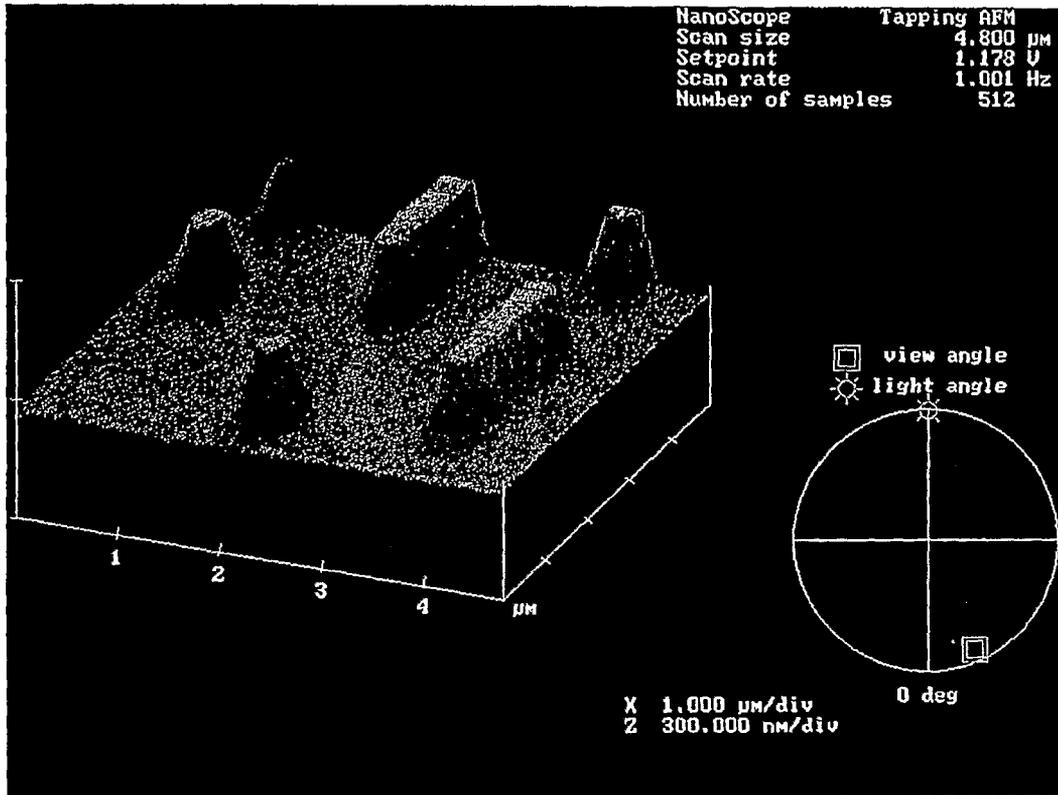 NanoScope Tapping AFM
Scan size 4.800 µm
Setpoint 1.178 V
Scan rate 1.001 Hz
Number of samples 512
view angle
light angle
1
2
3
4
µm
0 deg
X 1.000 µm/div
Z 300.000 nm/div